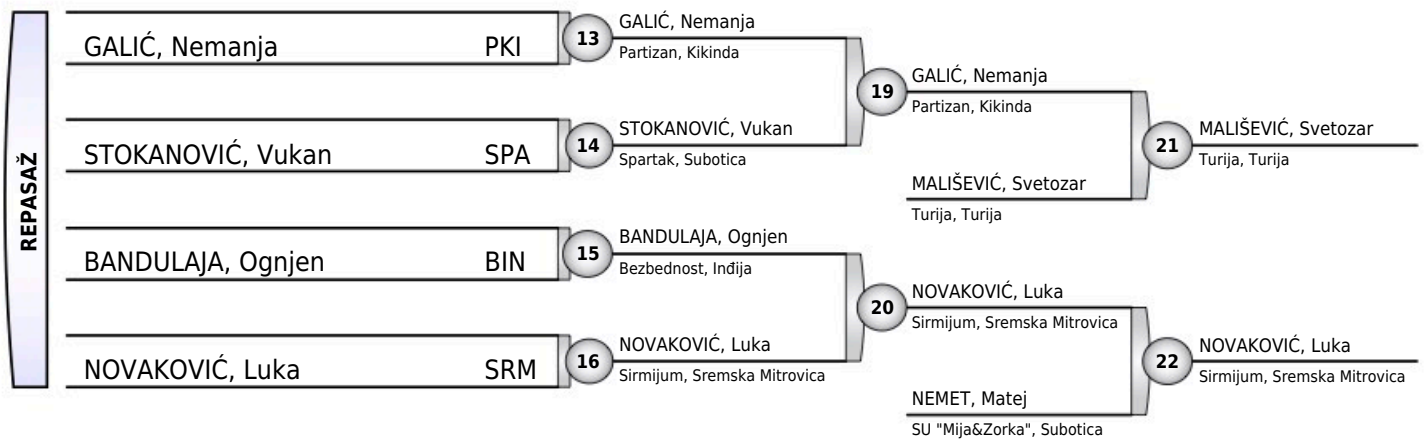 REPASAŽ
GALIĆ, Nemanja PKI
STOKANOVIĆ, Vukan SPA
BANDULAJA, Ognjen BIN
NOVAKOVIĆ, Luka SRM
13
GALIĆ, Nemanja
Partizan, Kikinda
14
STOKANOVIĆ, Vukan
Spartak, Subotica
15
BANDULAJA, Ognjen
Bezbednost, Inđija
16
NOVAKOVIĆ, Luka
Sirmijum, Sremska Mitrovica
19
GALIĆ, Nemanja
Partizan, Kikinda
MALIŠEVIĆ, Svetozar
Turija, Turija
20
NOVAKOVIĆ, Luka
Sirmijum, Sremska Mitrovica
NEMET, Matej
SU "Mija&Zorka", Subotica
21
MALIŠEVIĆ, Svetozar
Turija, Turija
22
NOVAKOVIĆ, Luka
Sirmijum, Sremska Mitrovica